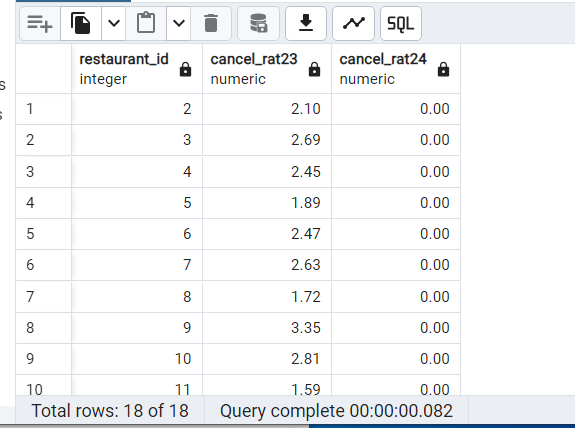 SQL
restaurant_id cancel_rat23 cancel_rat24
integer numeric numeric
1 2 2.10 0.00
2 3 2.69 0.00
3 4 2.45 0.00
4 5 1.89 0.00
5 6 2.47 0.00
6 7 2.63 0.00
7 8 1.72 0.00
8 9 3.35 0.00
9 10 2.81 0.00
10 11 1.59 0.00
Total rows: 18 of 18 Query complete 00:00:00.082